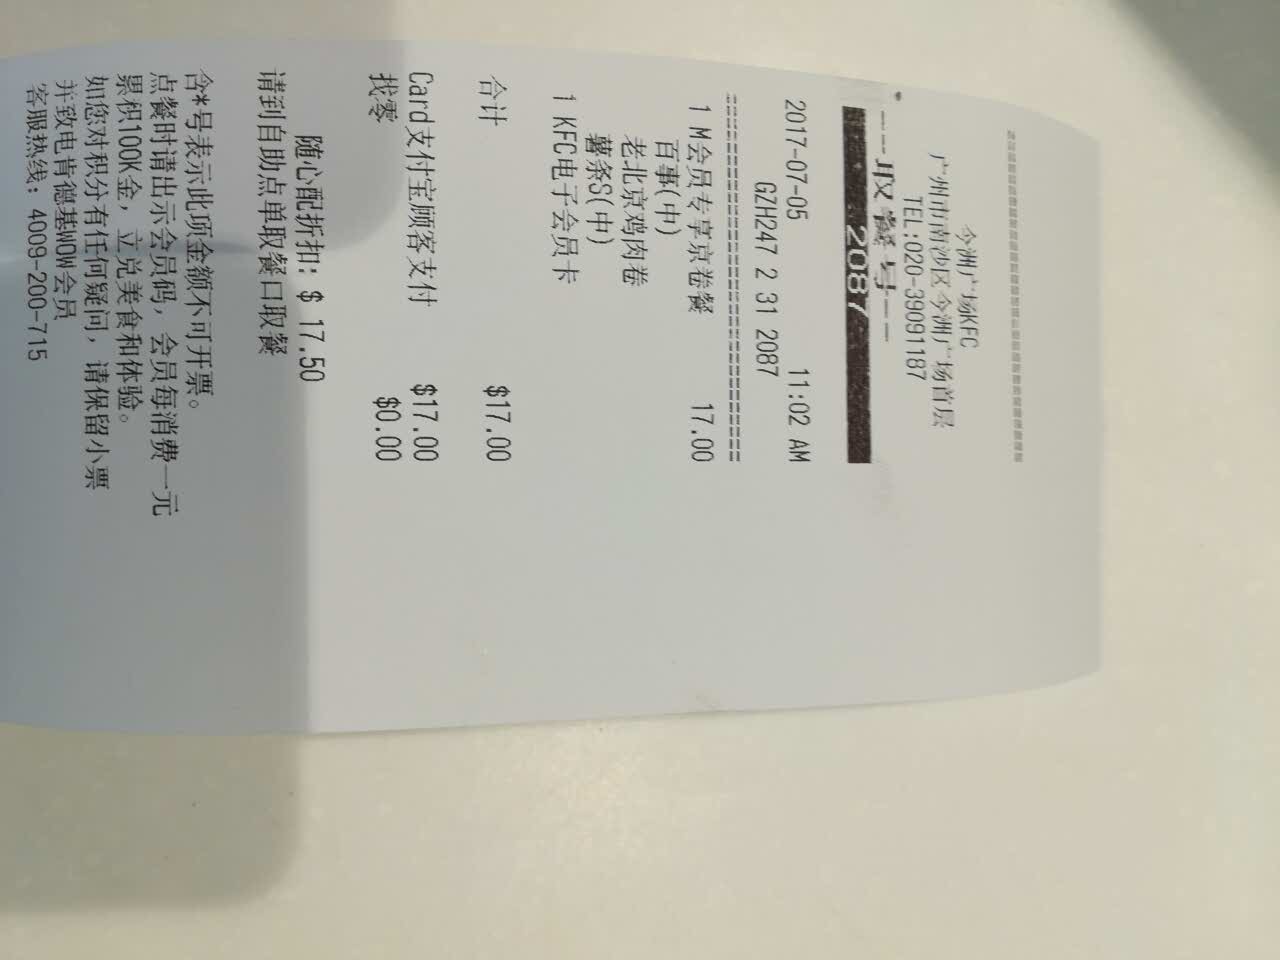 今洲广场KFC
广州市南沙区今洲广场首层
TEL:020-39091187
---取餐号---
2087
2017-07-05 11:02 AM
GZH247 2 31 2087
1 M会员专享京卷餐 17.00
百事(中)
老北京鸡肉卷
薯条S(中)
1 KFC电子会员卡
合计 $17.00
Card支付宝顾客支付 $17.00
找零 $0.00
随心配折扣: $ 17.50
请到自助点单取餐口取餐
含*号表示此项金额不可开票。
点餐时请出示会员码，会员每消费一元
累积100K金，立兑美食和体验。
如您对积分有任何疑问，请保留小票
并致电肯德基WOW会员
客服热线：4009-200-715